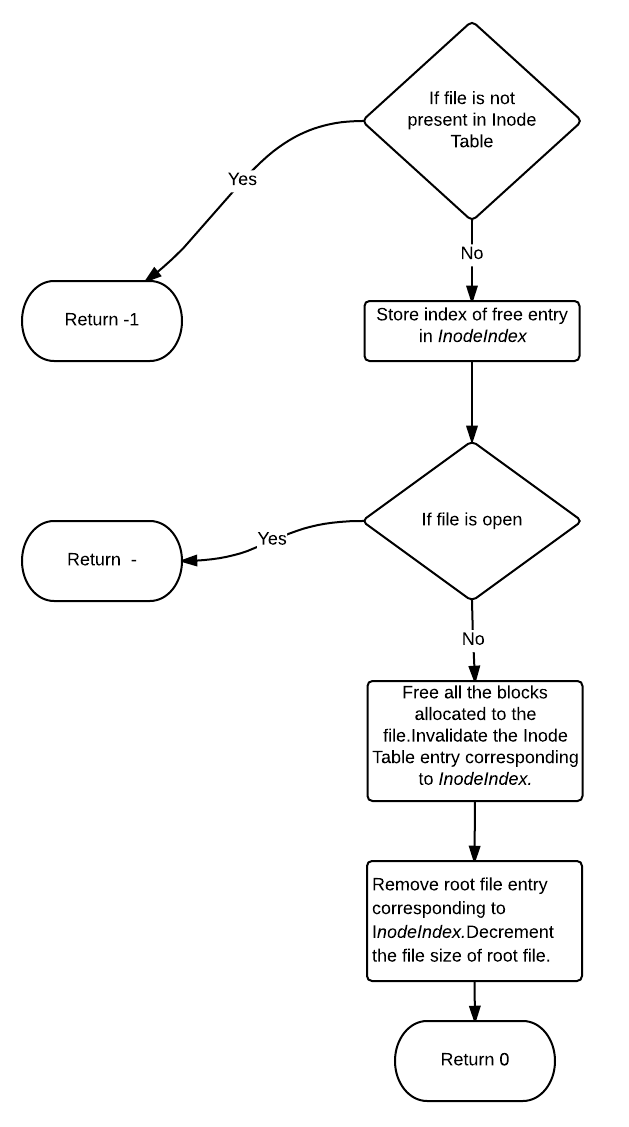 If file is not
present in Inode
Table
Yes
No
Return -1
Store index of free entry
in InodeIndex
If file is open
Yes
Return  -
No
Free all the blocks
allocated to the
file.Invalidate the Inode
Table entry corresponding
to InodeIndex.
Remove root file entry
corresponding to
InodeIndex.Decrement
the file size of root file.
Return 0